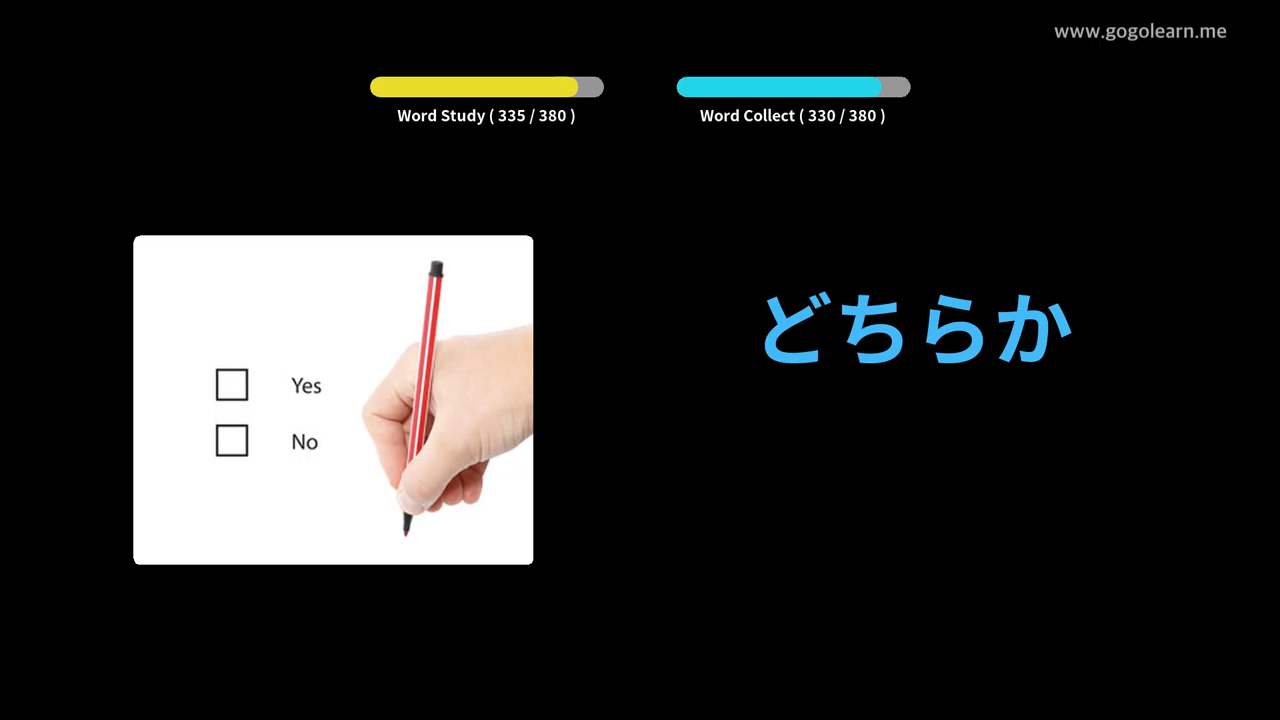 www.gogolearn.me
Word Study ( 335 / 380 )
Word Collect ( 330 / 380 )
どちらか
Yes
No